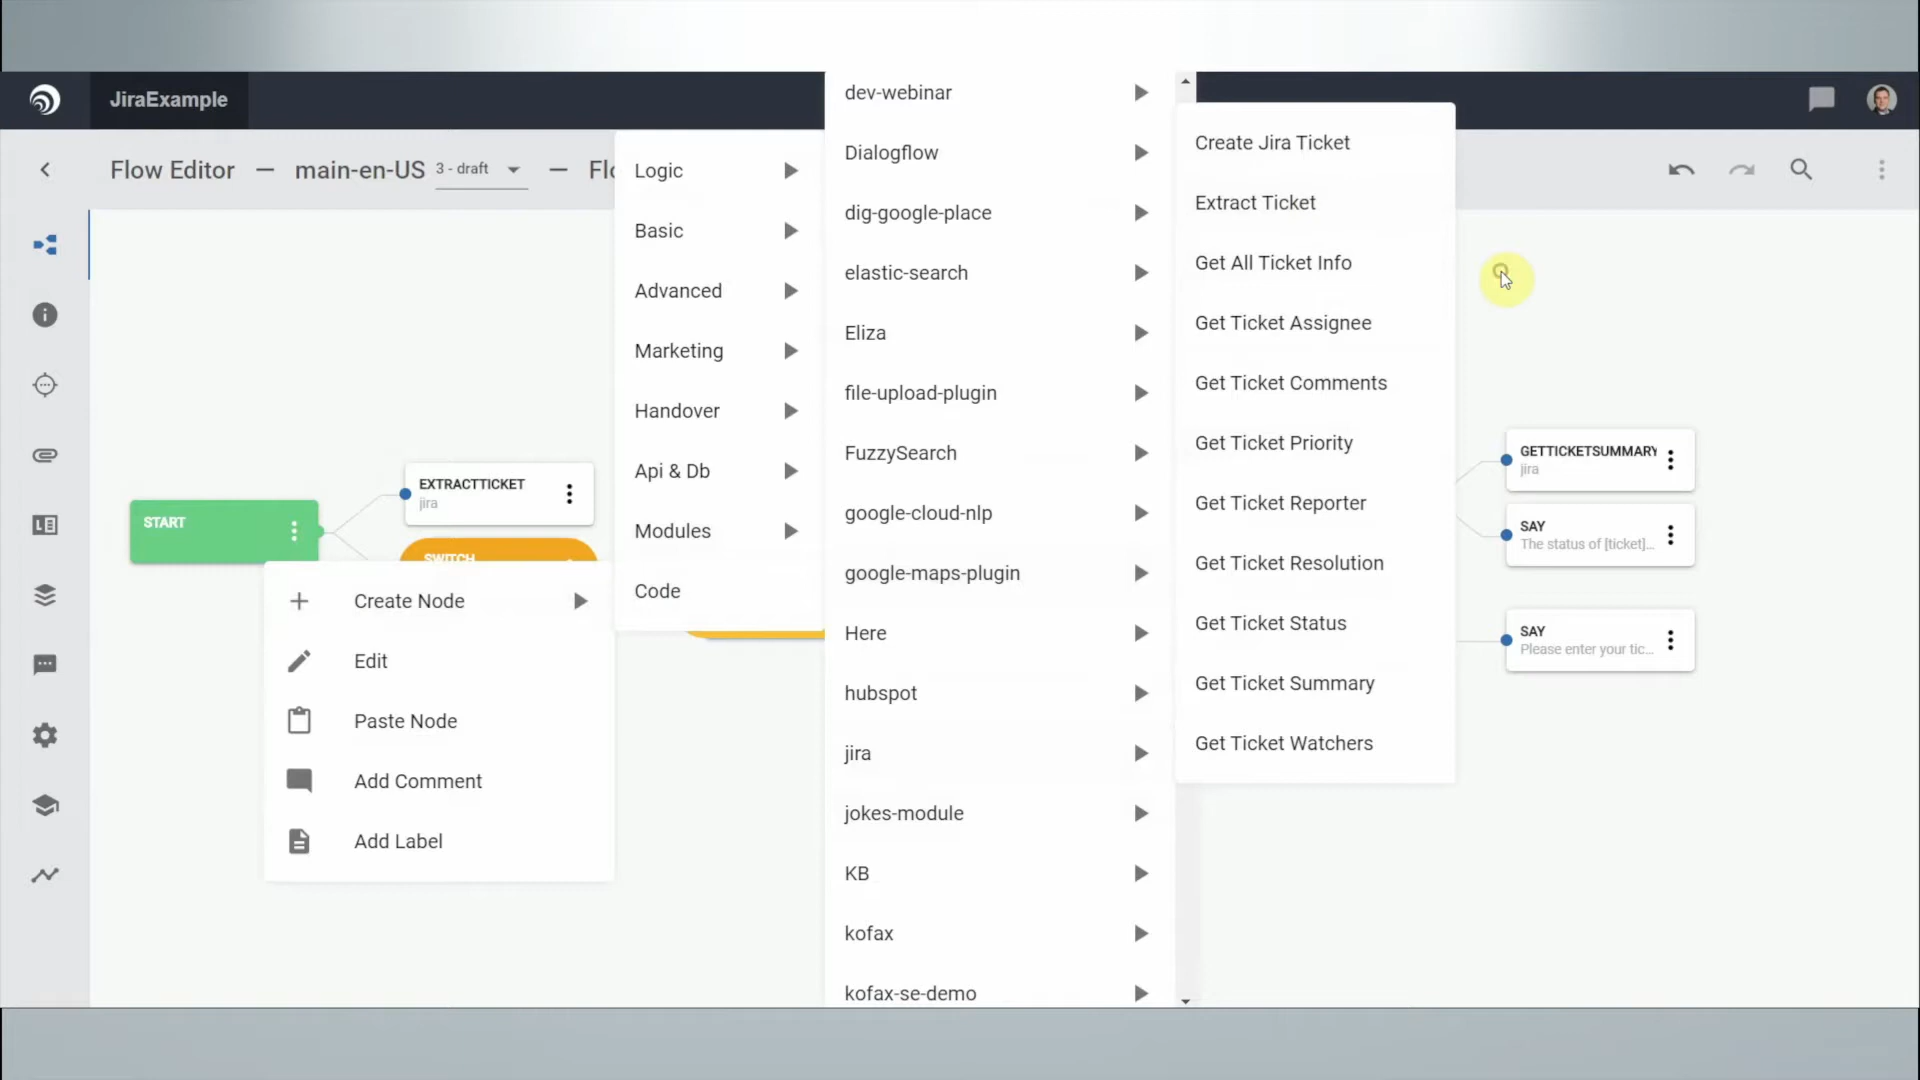 JiraExample
Flow Editor — main-en-US 3 - draft —
START
EXTRACTTICKET
jira
SWITCH
Create Node
Edit
Paste Node
Add Comment
Add Label
Logic
Basic
Advanced
Marketing
Handover
Api & Db
Modules
Code
dev-webinar
Dialogflow
dig-google-place
elastic-search
Eliza
file-upload-plugin
FuzzySearch
google-cloud-nlp
google-maps-plugin
Here
hubspot
jira
jokes-module
KB
kofax
kofax-se-demo
Create Jira Ticket
Extract Ticket
Get All Ticket Info
Get Ticket Assignee
Get Ticket Comments
Get Ticket Priority
Get Ticket Reporter
Get Ticket Resolution
Get Ticket Status
Get Ticket Summary
Get Ticket Watchers
GETTICKETSUMMARY
jira
SAY
The status of [ticket]...
SAY
Please enter your tic...